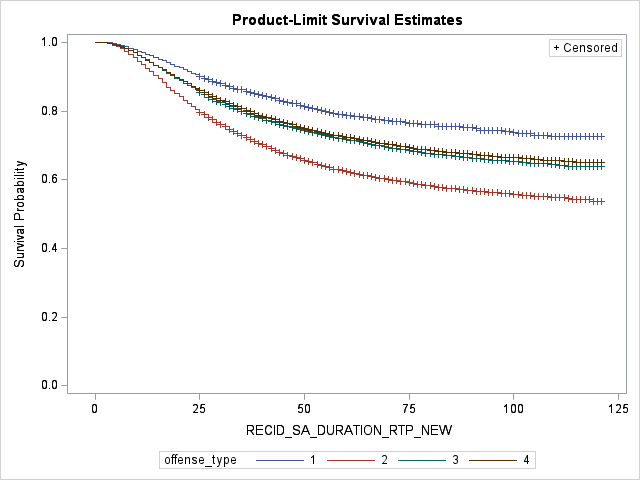 Product-Limit Survival Estimates
+ Censored
1.0
0.8
0.6
0.4
0.2
0.0
Survival Probability
0 25 50 75 100 125
RECID_SA_DURATION_RTP_NEW
offense_type 1 2 3 4